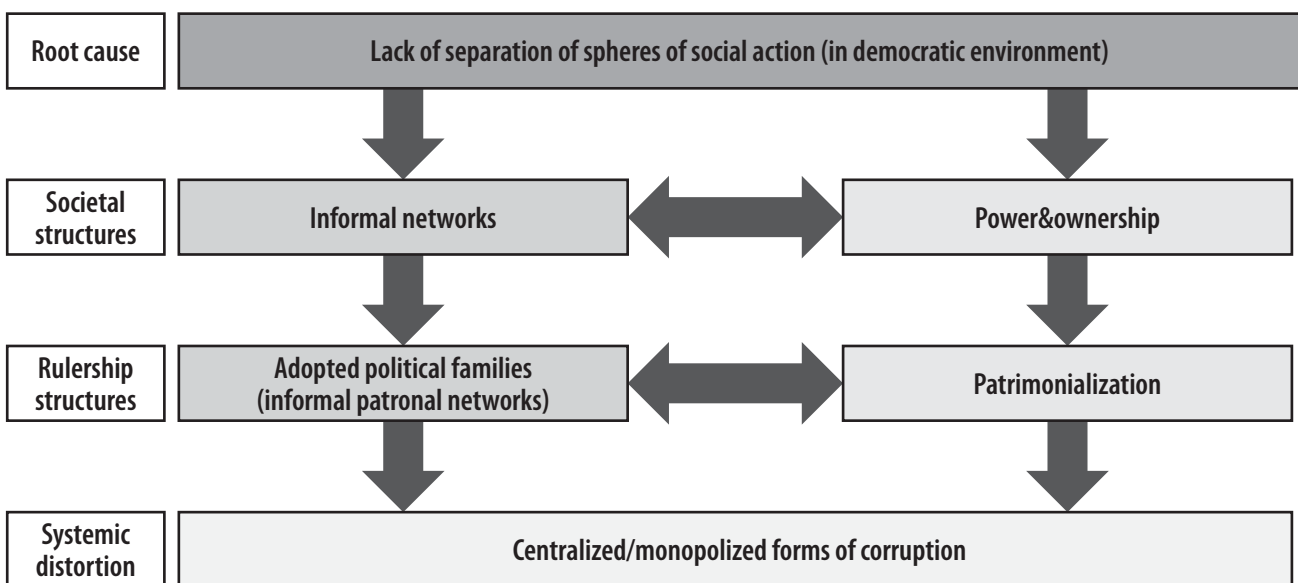 Root cause
Lack of separation of spheres of social action (in democratic environment)
Societal
structures
Informal networks
Power&ownership
Rulership
structures
Adopted political families
(informal patronal networks)
Patrimonialization
Systemic
distortion
Centralized/monopolized forms of corruption